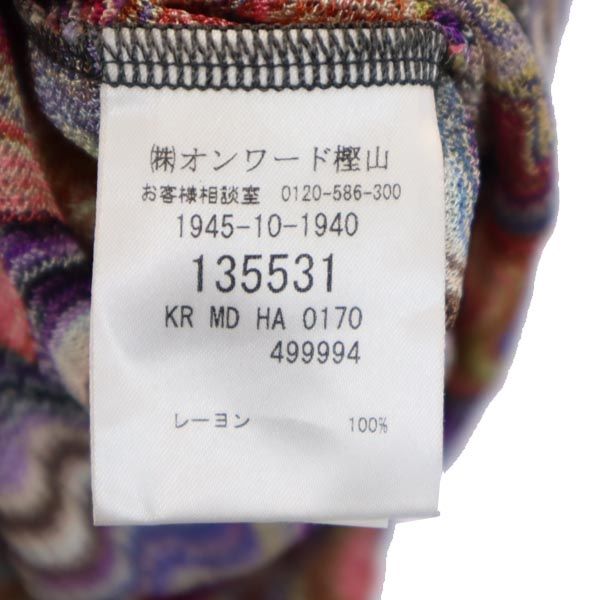 ㈱オンワード樫山
お客様相談室 0120-586-300
1945-10-1940
135531
KR MD HA 0170
499994
レーヨン 100%